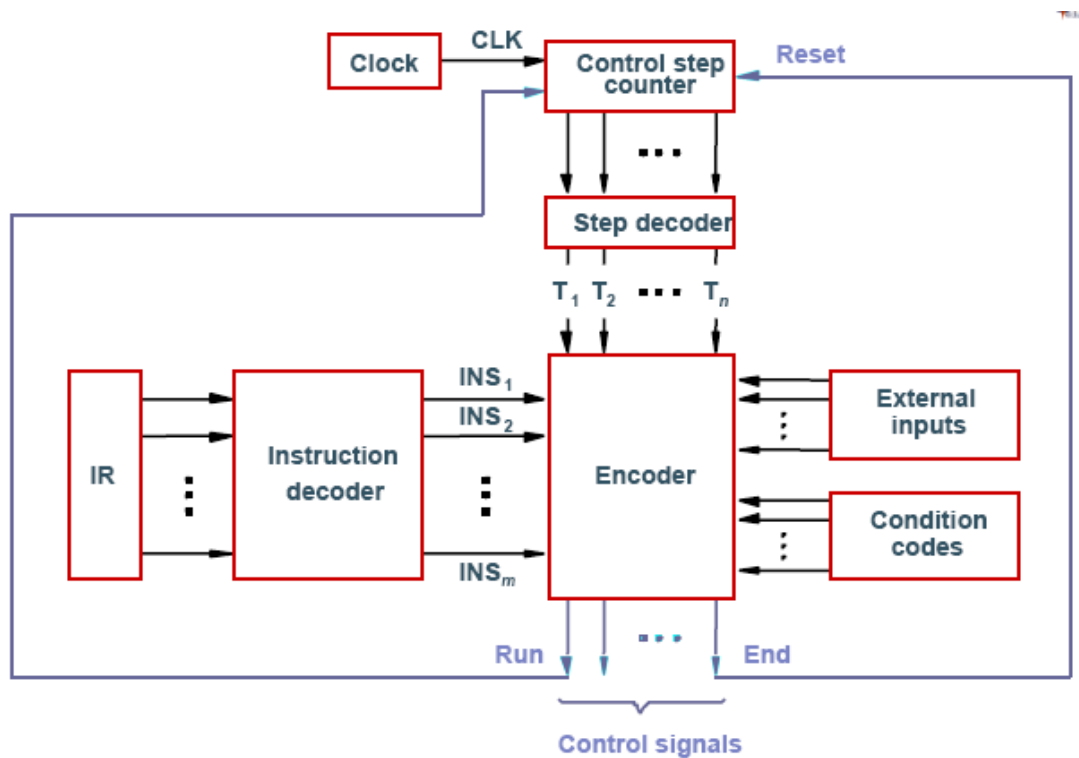 CLK
Clock
Control step
counter
Reset
Step decoder
T1 T2 Tn
INS1
INS2
INSm
IR
Instruction
decoder
Encoder
External
inputs
Condition
codes
Run
End
Control signals